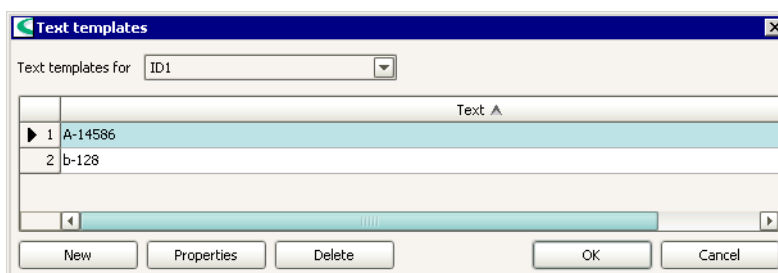 Text templates
Text templates for ID1
Text
1 A-14586
2 b-128
New Properties Delete OK Cancel